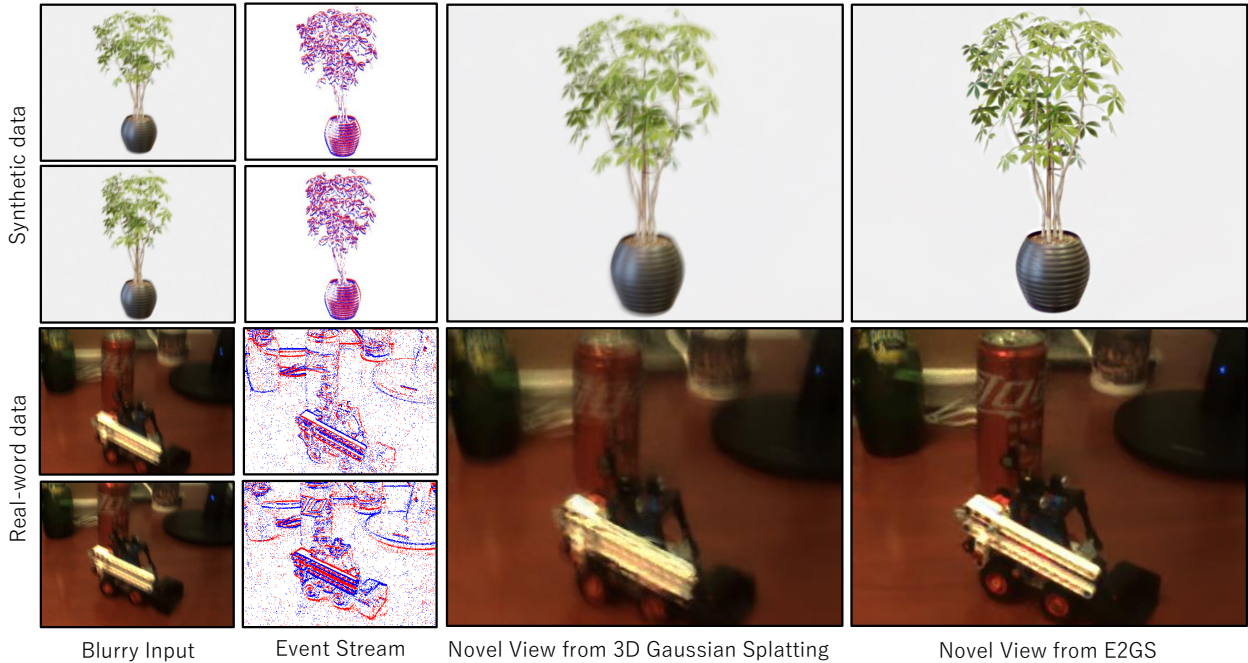 Synthetic data
Real-word data
Blurry Input
Event Stream
Novel View from 3D Gaussian Splatting
Novel View from E2GS